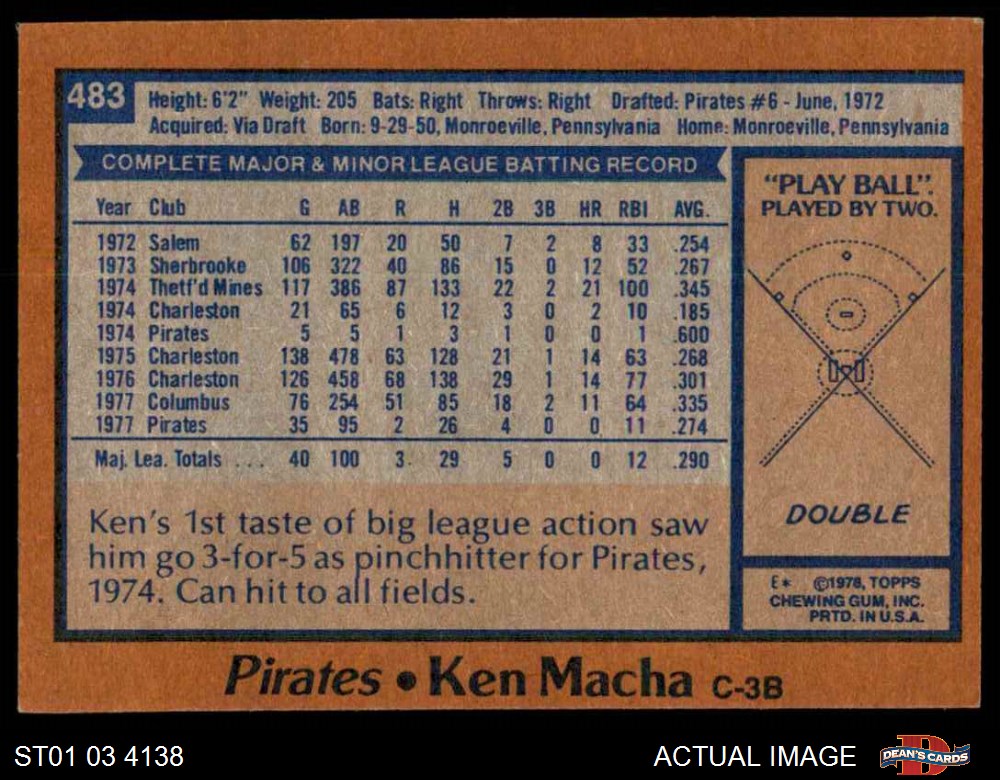 483
Height: 6'2" Weight: 205 Bats: Right Throws: Right Drafted: Pirates #6 - June, 1972
Acquired: Via Draft Born: 9-29-50, Monroeville, Pennsylvania Home: Monroeville, Pennsylvania
COMPLETE MAJOR & MINOR LEAGUE BATTING RECORD
Year Club G AB R H 2B 3B HR RBI AVG.
1972 Salem 62 197 20 50 7 2 8 33 .254
1973 Sherbrooke 106 322 40 86 15 0 12 52 .267
1974 Thetf'd Mines 117 386 87 133 22 2 21 100 .345
1974 Charleston 21 65 6 12 3 0 2 10 .185
1974 Pirates 5 5 1 3 1 0 0 1 .600
1975 Charleston 138 478 63 128 21 1 14 63 .268
1976 Charleston 126 458 68 138 29 1 14 77 .301
1977 Columbus 76 254 51 85 18 2 11 64 .335
1977 Pirates 35 95 2 26 4 0 0 11 .274
Maj. Lea. Totals . . . 40 100 3 29 5 0 0 12 .290
Ken's 1st taste of big league action saw
him go 3-for-5 as pinchhitter for Pirates,
1974. Can hit to all fields.
"PLAY BALL".
PLAYED BY TWO.
DOUBLE
E* ©1978, TOPPS
CHEWING GUM, INC.
PRTD. IN U.S.A.
Pirates • Ken Macha C-3B
ST01 03 4138
ACTUAL IMAGE
D
DEAN'S CARDS